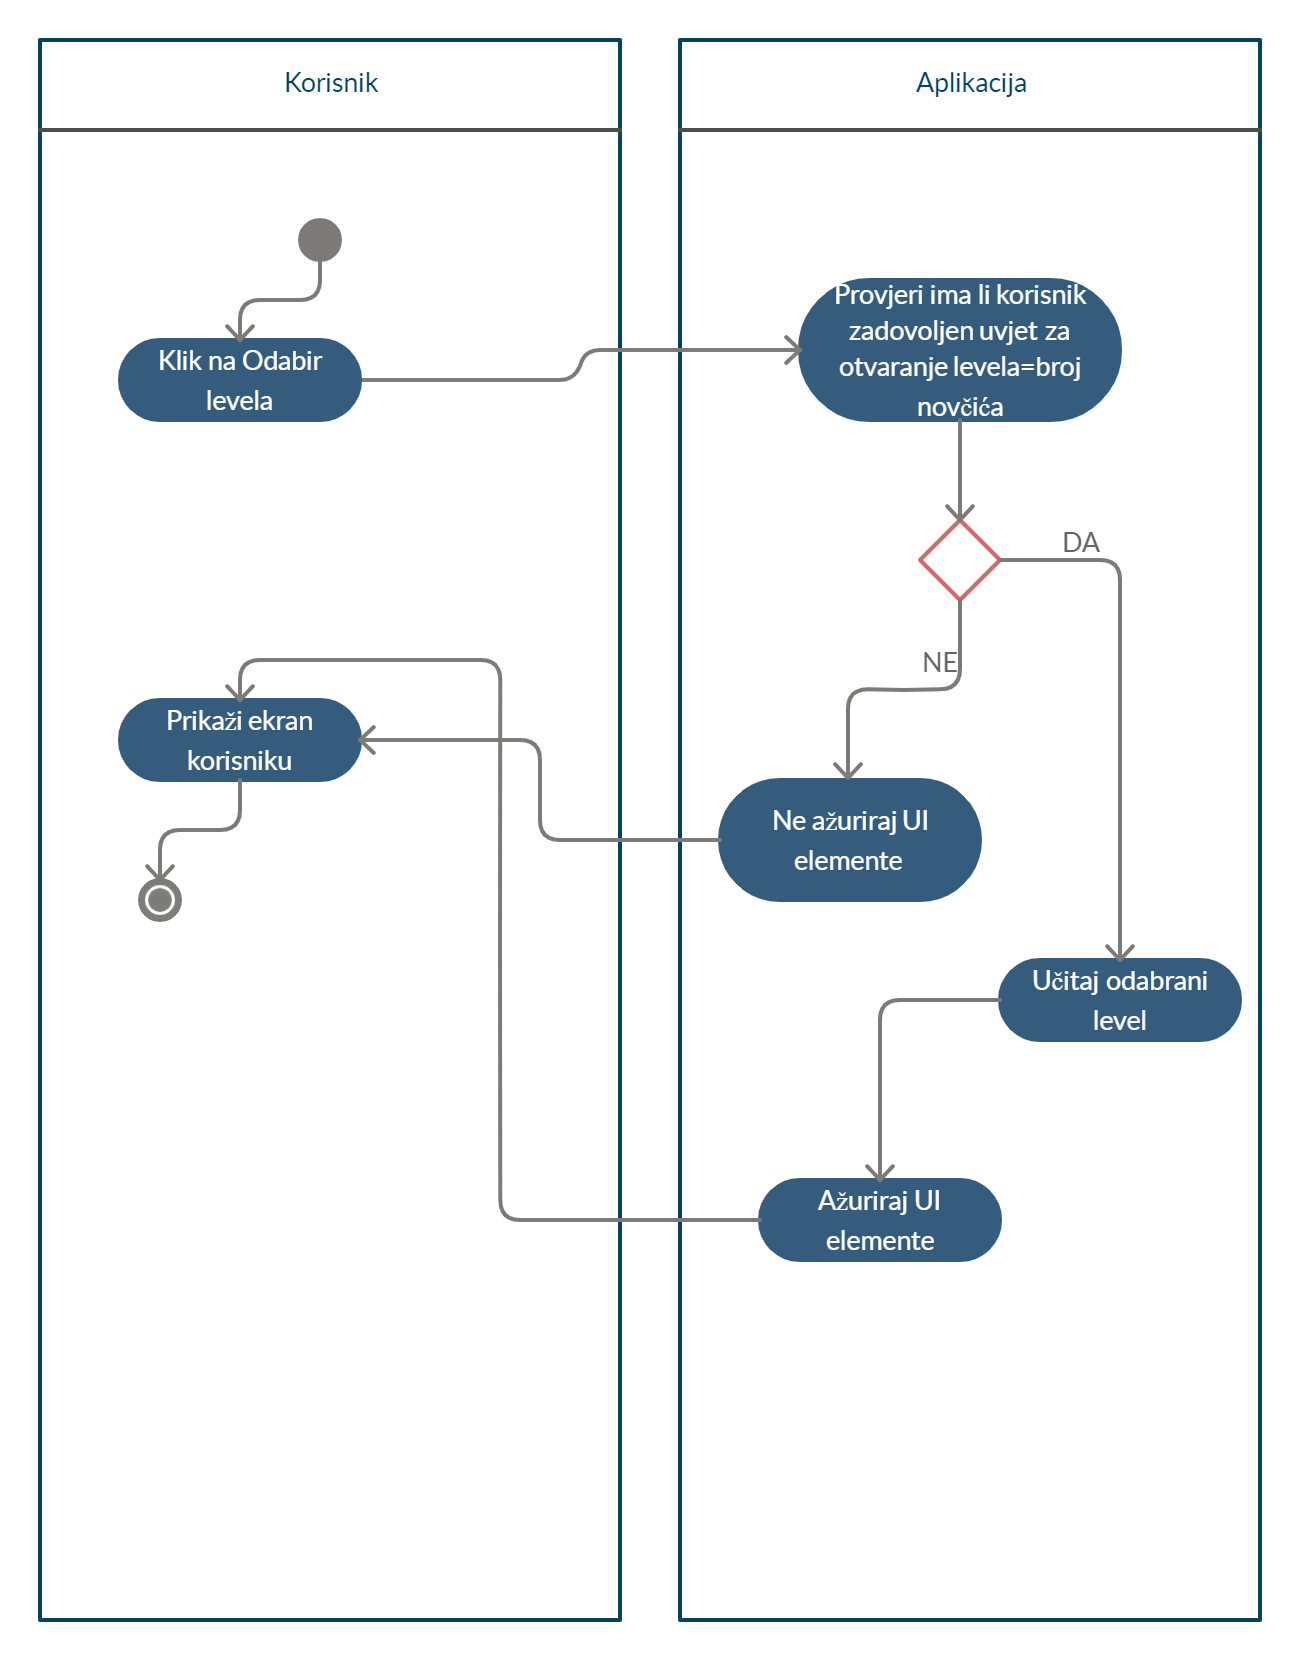 Korisnik
Aplikacija
Klik na Odabir
levela
Provjeri ima li korisnik
zadovoljen uvjet za
otvaranje levela=broj
novčića
DA
NE
Prikaži ekran
korisniku
Ne ažuriraj UI
elemente
Učitaj odabrani
level
Ažuriraj UI
elemente